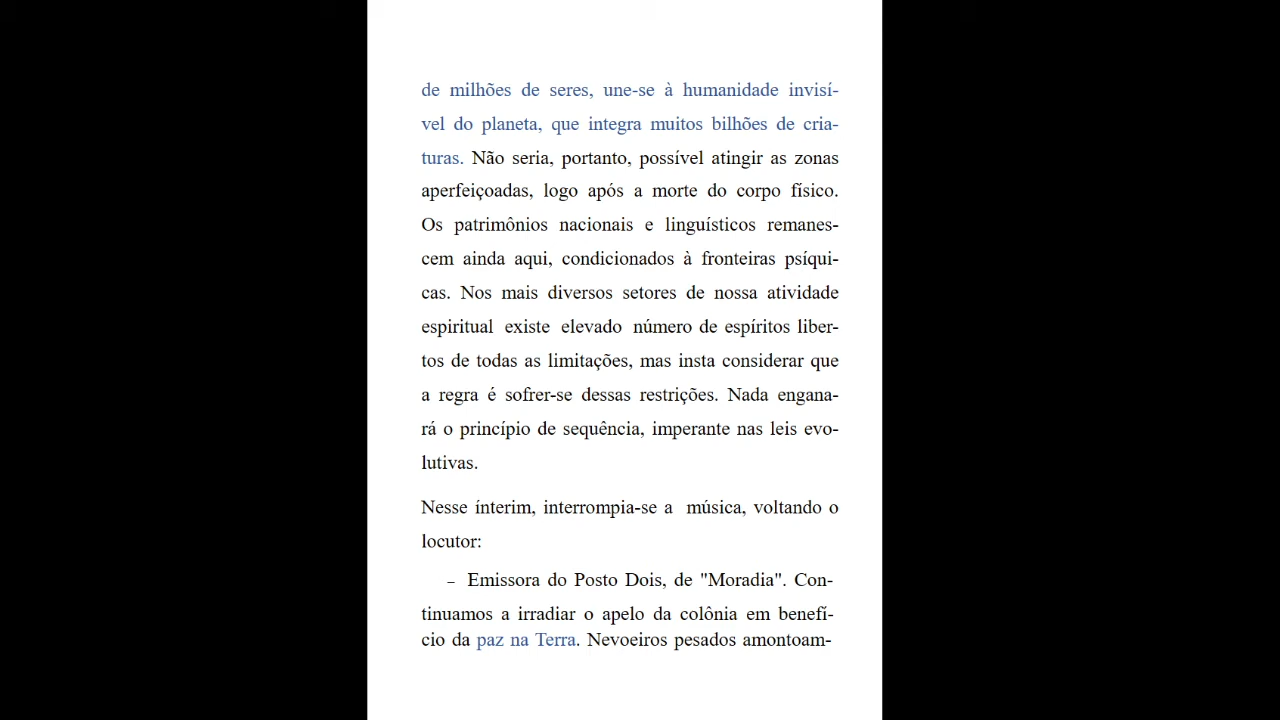 de milhões de seres, une-se à humanidade invisí-
vel do planeta, que integra muitos bilhões de cria-
turas. Não seria, portanto, possível atingir as zonas
aperfeiçoadas, logo após a morte do corpo físico.
Os patrimônios nacionais e linguísticos remanes-
cem ainda aqui, condicionados à fronteiras psíqui-
cas. Nos mais diversos setores de nossa atividade
espiritual existe elevado número de espíritos liber-
tos de todas as limitações, mas insta considerar que
a regra é sofrer-se dessas restrições. Nada engana-
rá o princípio de sequência, imperante nas leis evo-
lutivas.
Nesse ínterim, interrompia-se a música, voltando o
locutor:
– Emissora do Posto Dois, de "Moradia". Con-
tinuamos a irradiar o apelo da colônia em benefí-
cio da paz na Terra. Nevoeiros pesados amontoam-